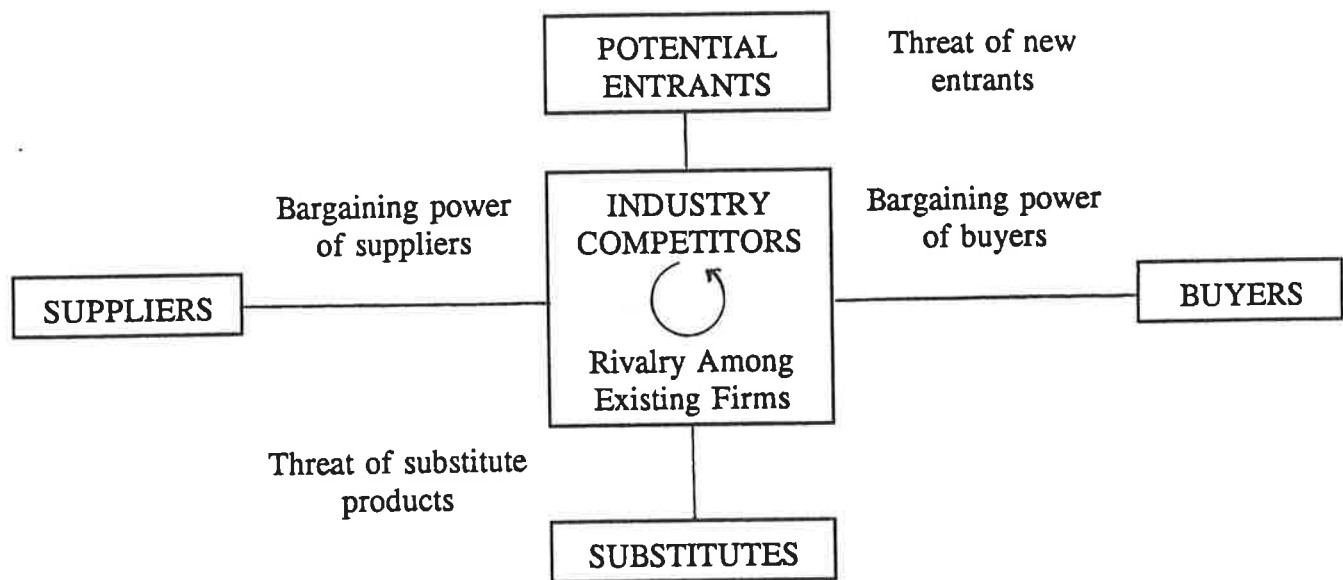 POTENTIAL
ENTRANTS
Threat of new
entrants
Bargaining power
of suppliers
INDUSTRY
COMPETITORS
Bargaining power
of buyers
SUPPLIERS
BUYERS
Rivalry Among
Existing Firms
Threat of substitute
products
SUBSTITUTES